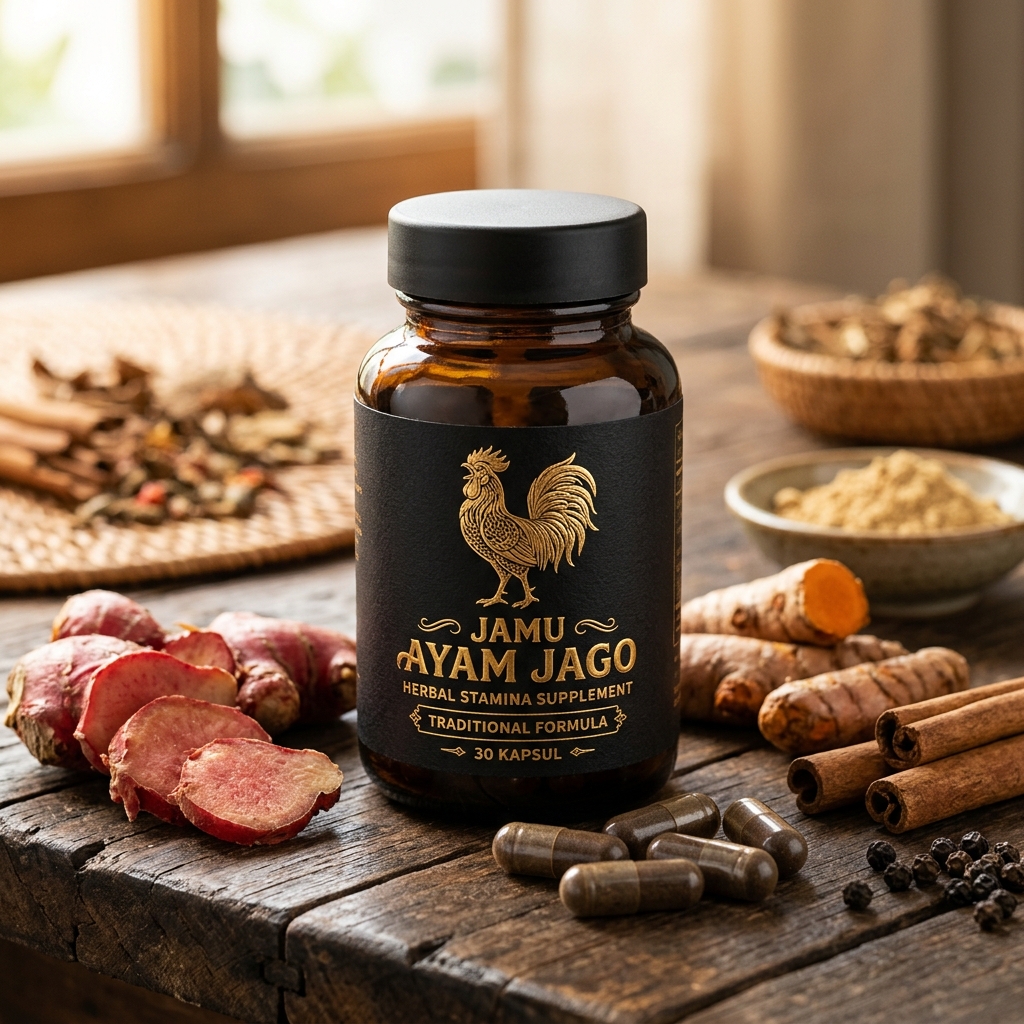 JAMU
AYAM JAGO
HERBAL STAMINA SUPPLEMENT
TRADITIONAL FORMULA
30 KAPSUL